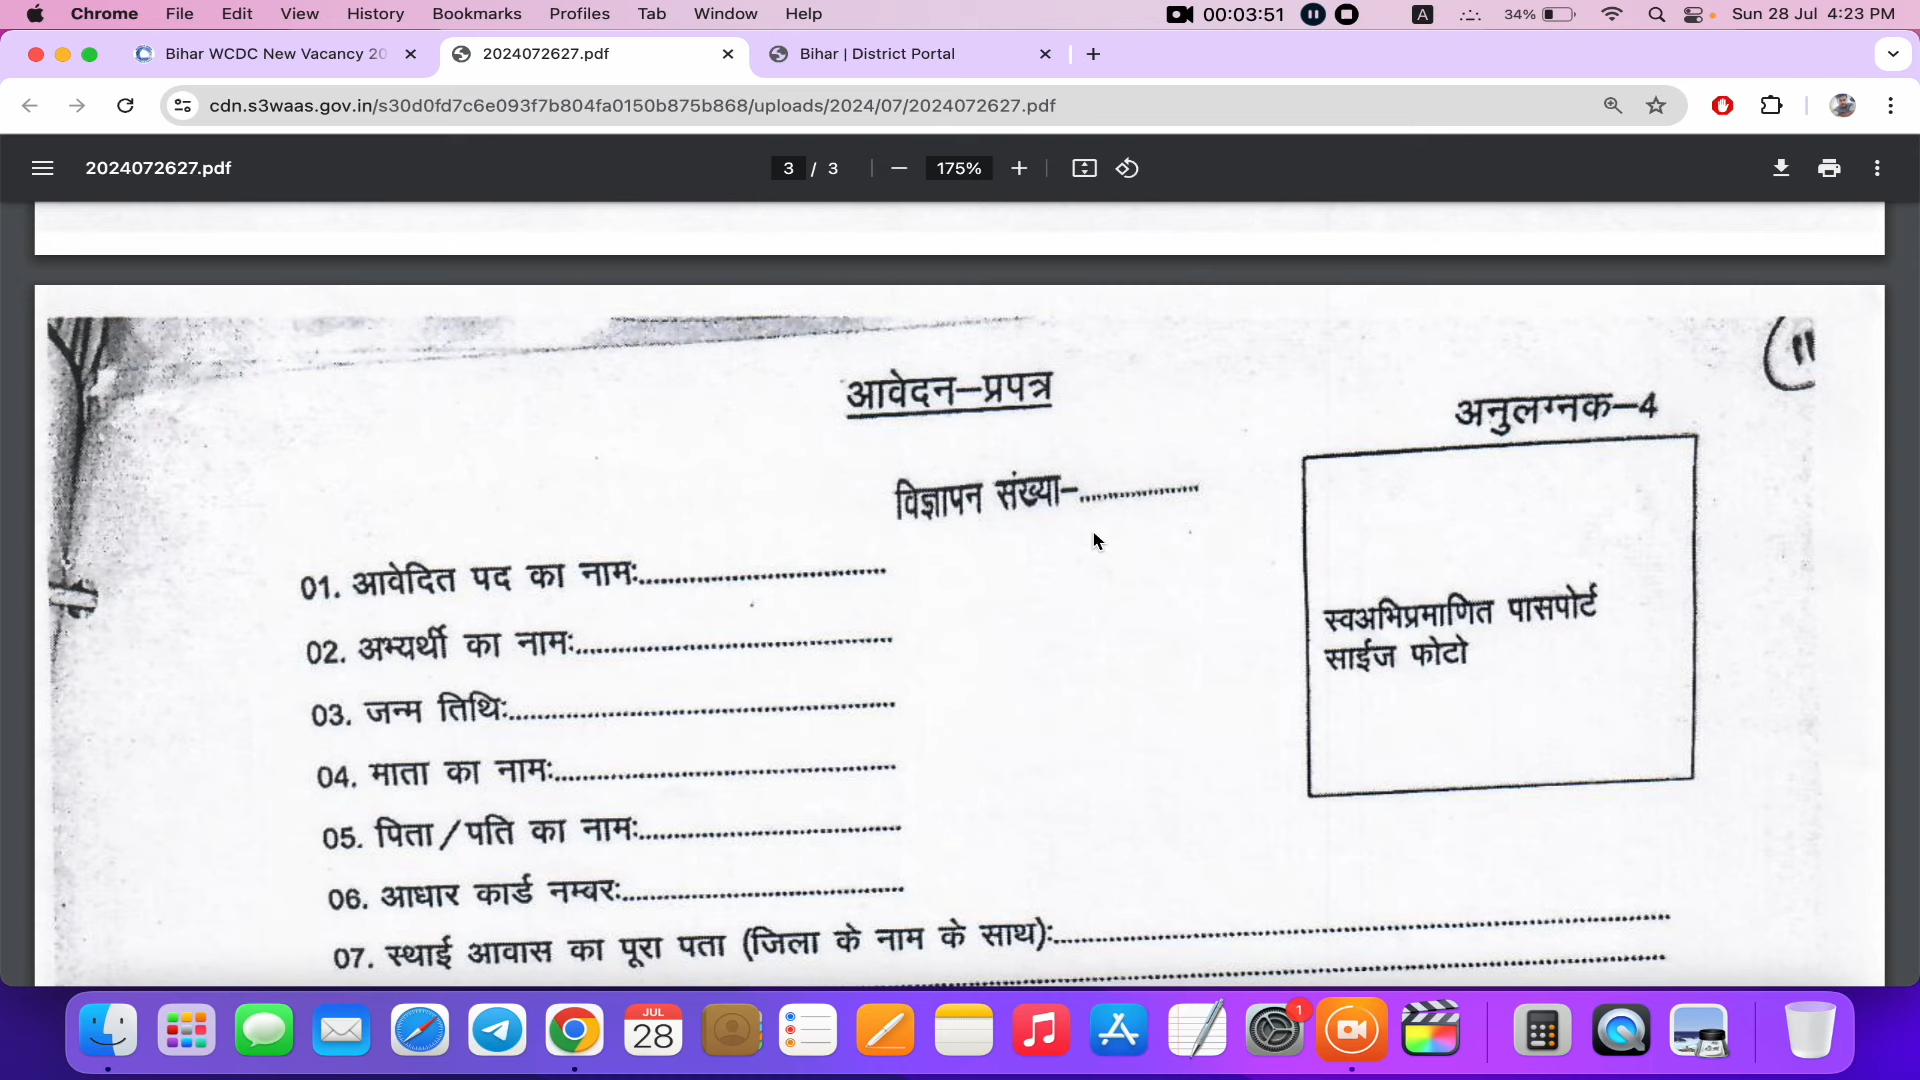 Chrome File Edit View History Bookmarks Profiles Tab Window Help 00:03:51 A 34% Sun 28 Jul 4:23 PM
Bihar WCDC New Vacancy 20 2024072627.pdf Bihar | District Portal
cdn.s3waas.gov.in/s30d0fd7c6e093f7b804fa0150b875b868/uploads/2024/07/2024072627.pdf
2024072627.pdf 3 / 3 175%
आवेदन–प्रपत्र
अनुलग्नक–4
विज्ञापन संख्या–..................
01. आवेदित पद का नामः..............................
02. अभ्यर्थी का नामः........................................
03. जन्म तिथिः................................................
04. माता का नामः...........................................
05. पिता/पति का नामः.................................
06. आधार कार्ड नम्बरः...................................
07. स्थाई आवास का पूरा पता (जिला के नाम के साथ):..............................................................
स्वअभिप्रमाणित पासपोर्ट
साईज फोटो
JUL
28
1